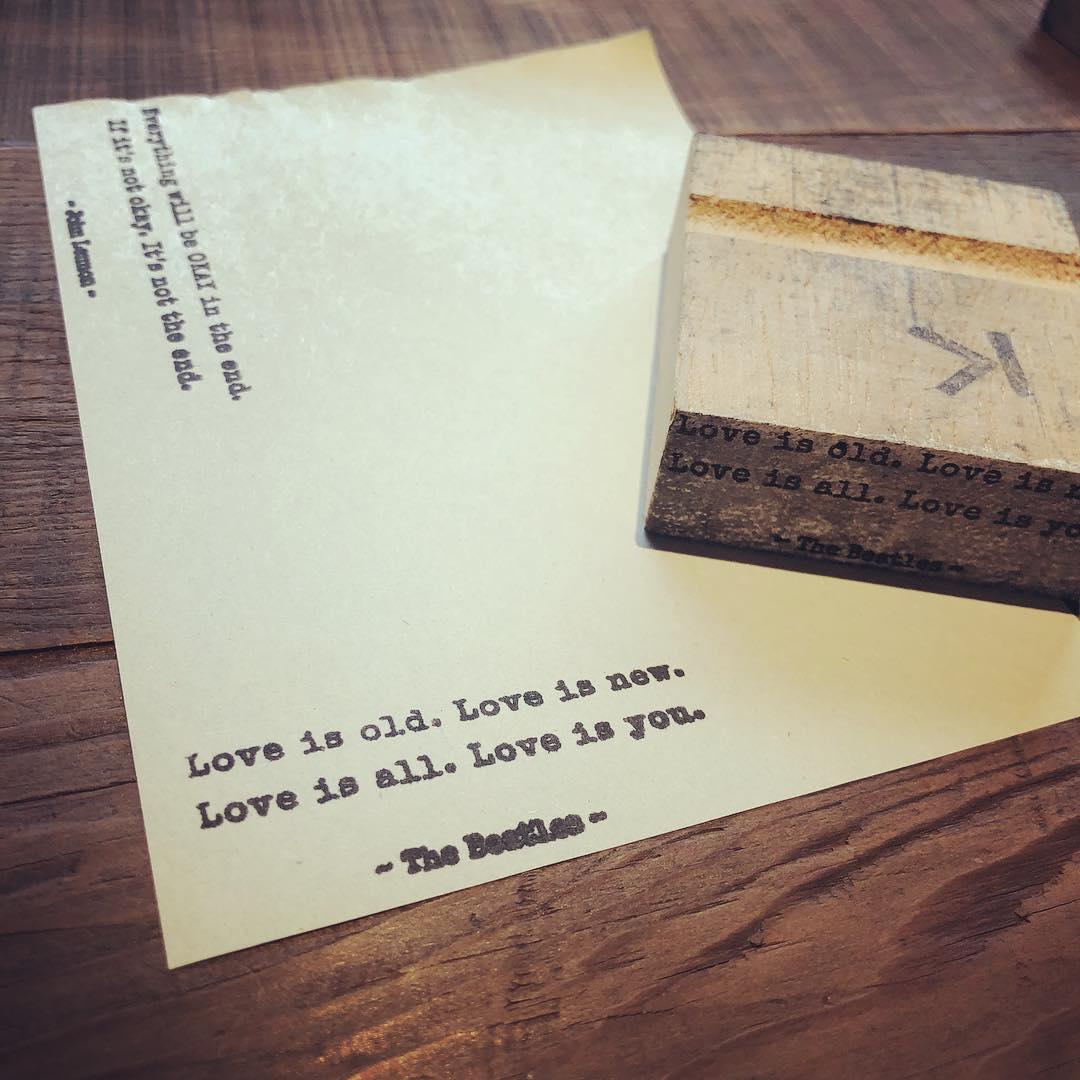 Everything will be OKAY in the end.
If it's not okay. It's not the end.
~ John Lennon ~
K
Love is old. Love is
Love is all. Love is yo
~ The Beatles ~
Love is old. Love is new.
Love is all. Love is you.
~ The Beatles ~